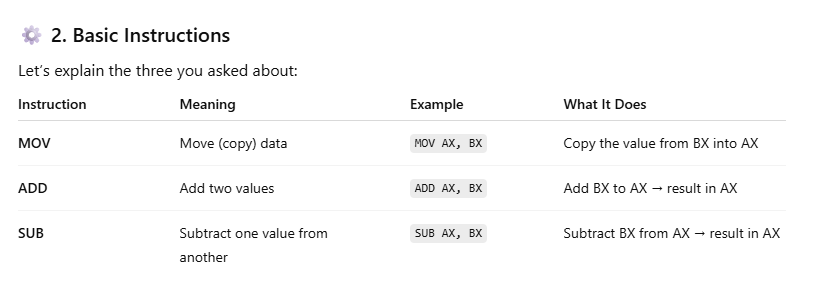 2. Basic Instructions
Let's explain the three you asked about:
Instruction Meaning Example What It Does
MOV Move (copy) data MOV AX, BX Copy the value from BX into AX
ADD Add two values ADD AX, BX Add BX to AX → result in AX
SUB Subtract one value from SUB AX, BX Subtract BX from AX → result in AX
another